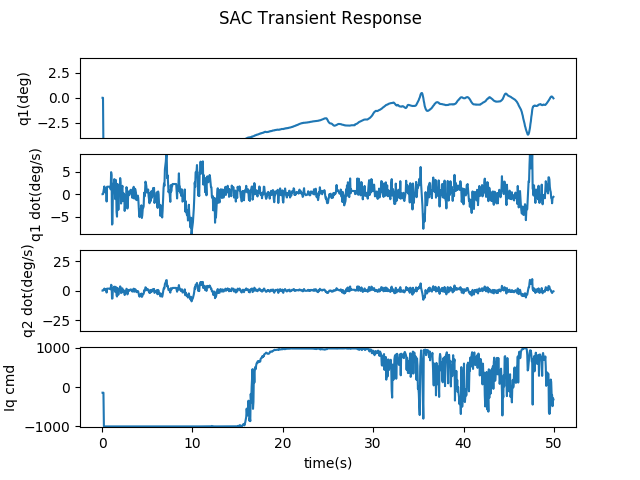 SAC Transient Response
q1(deg)
2.5
0.0
−2.5
q1 dot(deg/s)
5
0
−5
q2 dot(deg/s)
25
0
−25
Iq cmd
1000
0
−1000
0 10 20 30 40 50
time(s)